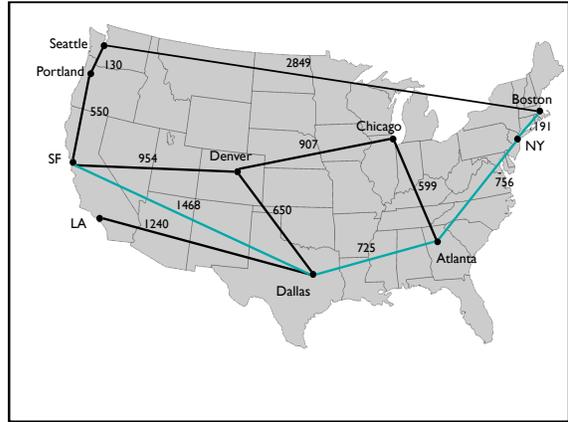 Seattle
130
2849
Portland
Boston
550
191
Chicago
NY
907
SF
954
Denver
756
599
1468
650
LA
1240
725
Atlanta
Dallas